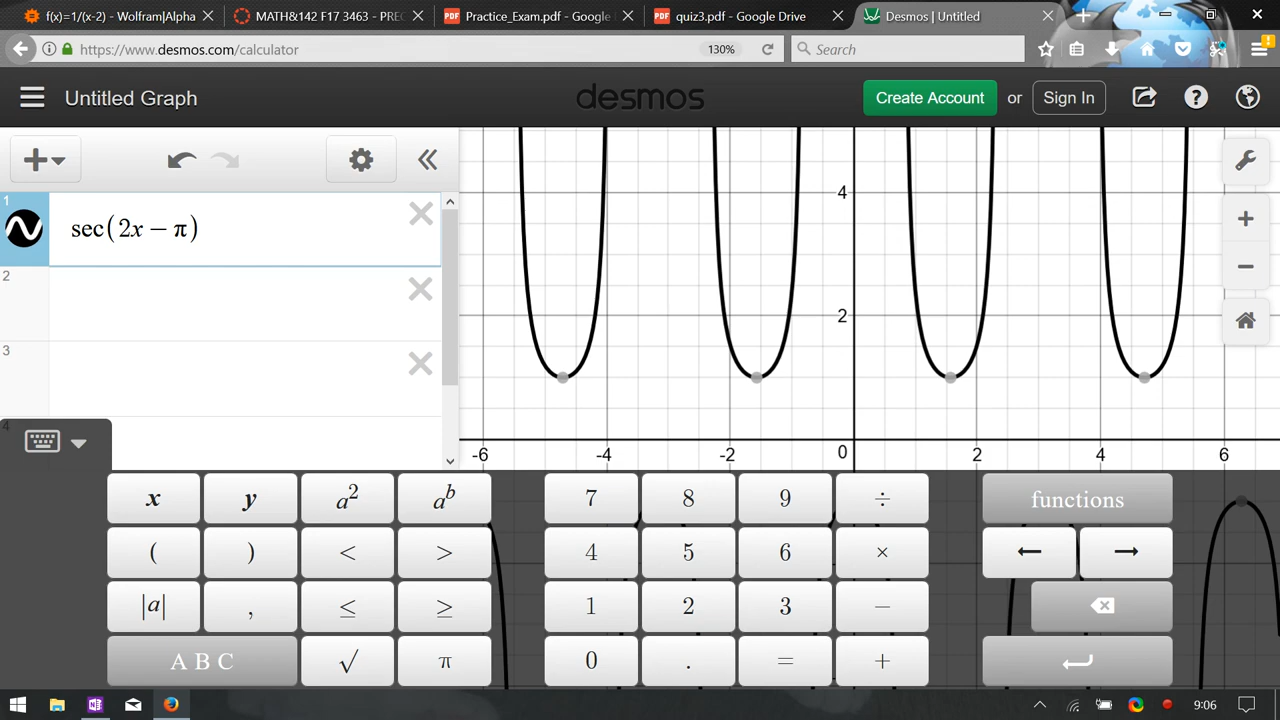 f(x)=1/(x-2) - Wolfram|Alpha
MATH&142 F17 3463 - PREC
Practice_Exam.pdf - Google
quiz3.pdf - Google Drive
Desmos | Untitled
https://www.desmos.com/calculator
130%
Search
Untitled Graph
desmos
Create Account
or
Sign In
1
sec(2x − π)
2
3
4
4
2
-6
-4
-2
0
2
4
6
x
y
a²
aᵇ
7
8
9
÷
functions
(
)
<
>
4
5
6
×
←
→
|a|
,
≤
≥
1
2
3
−
A B C
√
π
0
.
=
+
9:06